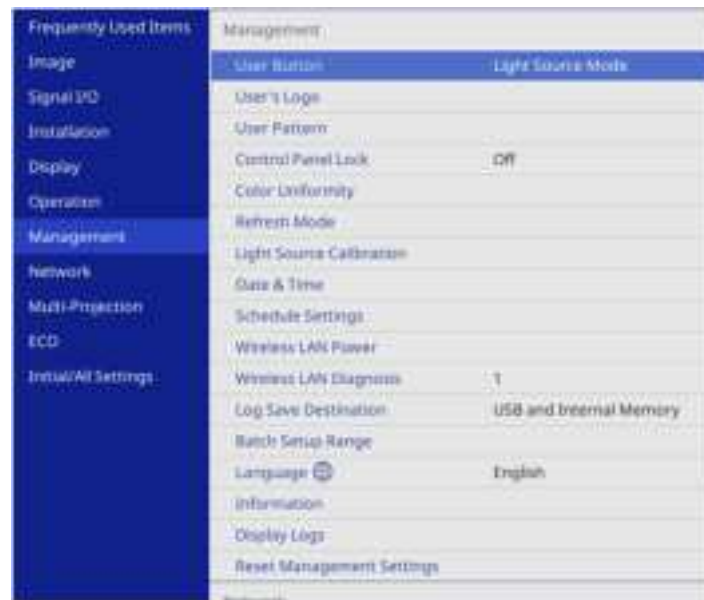 Frequently Used Items
Image
Signal I/O
Installation
Display
Operation
Management
Network
Multi-Projection
ECO
Initial/All Settings
Management
User Button Light Source Mode
User's Logo
User Pattern
Control Panel Lock Off
Color Uniformity
Refresh Mode
Light Source Calibration
Date & Time
Schedule Settings
Wireless LAN Power
Wireless LAN Diagnosis 1
Log Save Destination USB and Internal Memory
Batch Setup Range
Language English
Information
Display Logs
Reset Management Settings